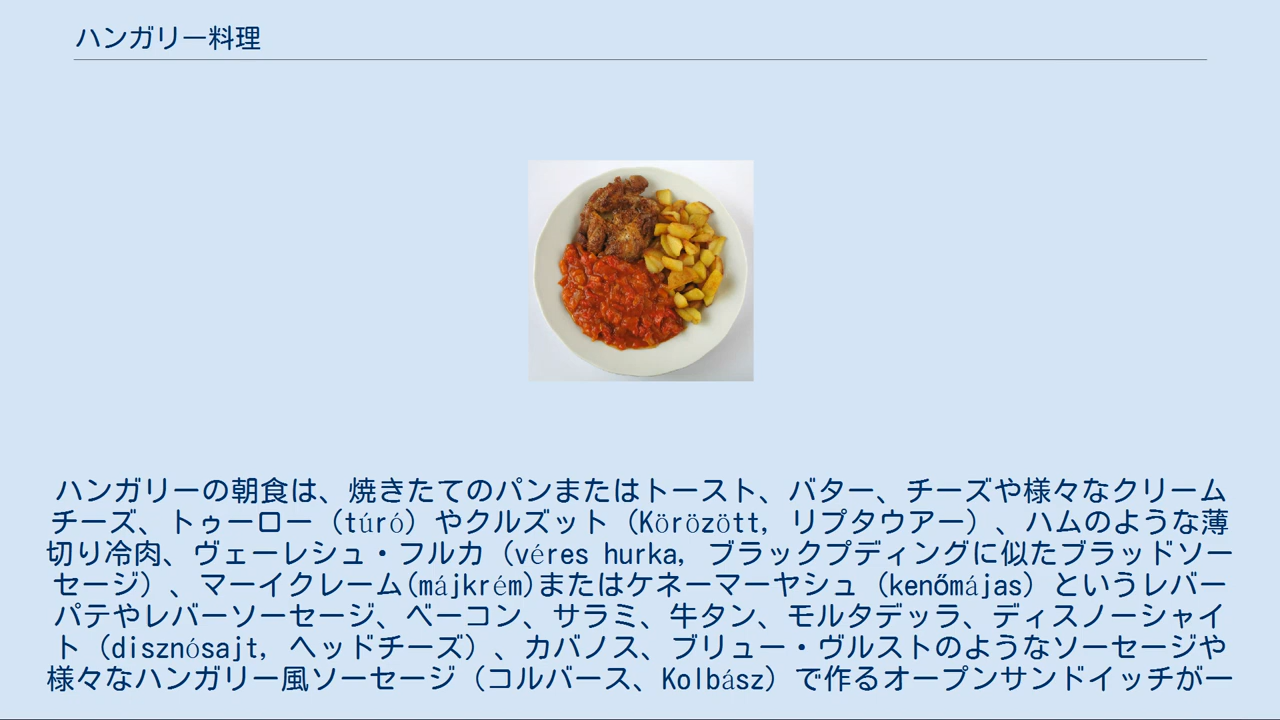 ハンガリー料理
ハンガリーの朝食は、焼きたてのパンまたはトースト、バター、チーズや様々なクリーム
チーズ、トゥーロー（túró）やクルズット（Körözött, リプタウアー）、ハムのような薄
切り冷肉、ヴェーレシュ・フルカ（véres hurka, ブラックプディングに似たブラッドソー
セージ）、マーイクレーム(májkrém)またはケネーマーヤシュ（kenőmájas）というレバー
パテやレバーソーセージ、ベーコン、サラミ、牛タン、モルタデッラ、ディスノーシャイ
ト（disznósajt, ヘッドチーズ）、カバノス、ブリュー・ヴルストのようなソーセージや
様々なハンガリー風ソーセージ（コルバース、Kolbász）で作るオープンサンドイッチが一